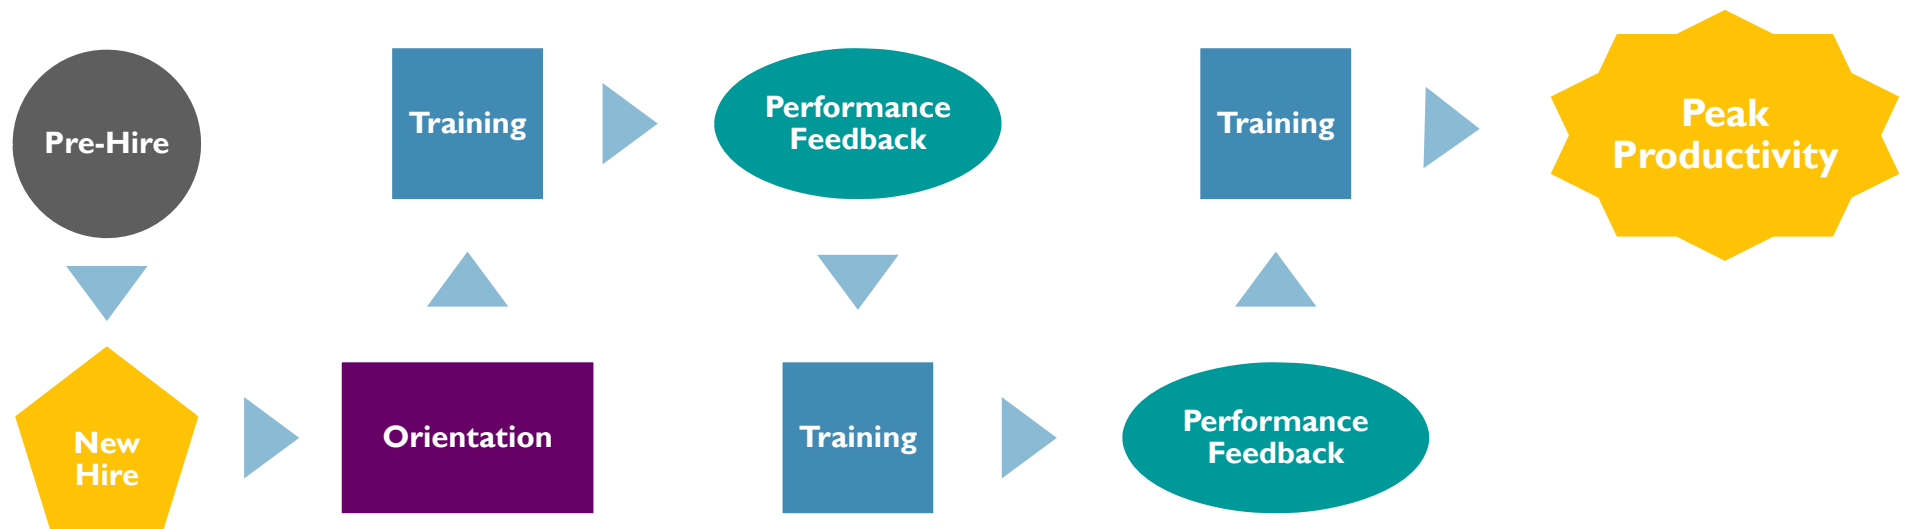 Pre-Hire
New
Hire
Orientation
Training
Performance
Feedback
Training
Performance
Feedback
Training
Peak
Productivity